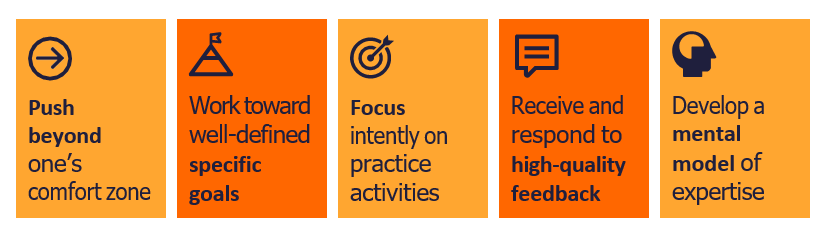 Push
beyond
one's
comfort zone
Work toward
well-defined
specific
goals
Focus
intently on
practice
activities
Receive and
respond to
high-quality
feedback
Develop a
mental
model of
expertise